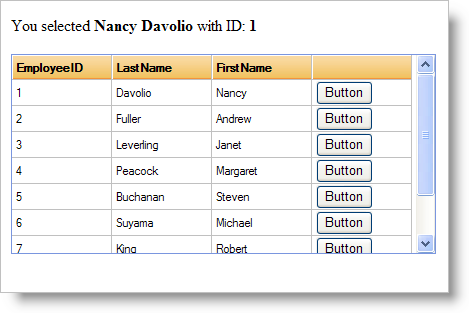 You selected Nancy Davolio with ID: 1
EmployeeID LastName FirstName
1 Davolio Nancy Button
2 Fuller Andrew Button
3 Leverling Janet Button
4 Peacock Margaret Button
5 Buchanan Steven Button
6 Suyama Michael Button
7 King Robert Button